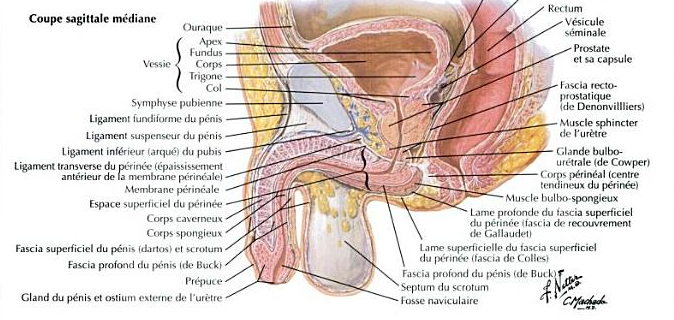 Coupe sagittale médiane
Ouraque
Vessie
Apex
Fundus
Corps
Trigone
Col
Symphyse pubienne
Ligament fundiforme du pénis
Ligament suspenseur du pénis
Ligament inférieur (arqué) du pubis
Ligament transverse du périnée (épaississement
antérieur de la membrane périnéale)
Membrane périnéale
Espace superficiel du périnée
Corps caverneux
Corps spongieux
Fascia superficiel du pénis (dartos) et scrotum
Fascia profond du pénis (de Buck)
Prépuce
Gland du pénis et ostium externe de l'urètre
Rectum
Vésicule
séminale
Prostate
et sa capsule
Fascia recto-
prostatique
(de Denonvillliers)
Muscle sphincter
de l'urètre
Glande bulbo-
urétrale (de Cowper)
Corps périnéal (centre
tendineux du périnée)
Muscle bulbo-spongieux
Lame profonde du fascia superficiel
du périnée (fascia de recouvrement
de Gallaudet)
Lame superficielle du fascia superficiel
du périnée (fascia de Colles)
Fascia profond du pénis (de Buck)
Septum du scrotum
Fosse naviculaire
F. Netter
M.D.
C. Machado
M.D.